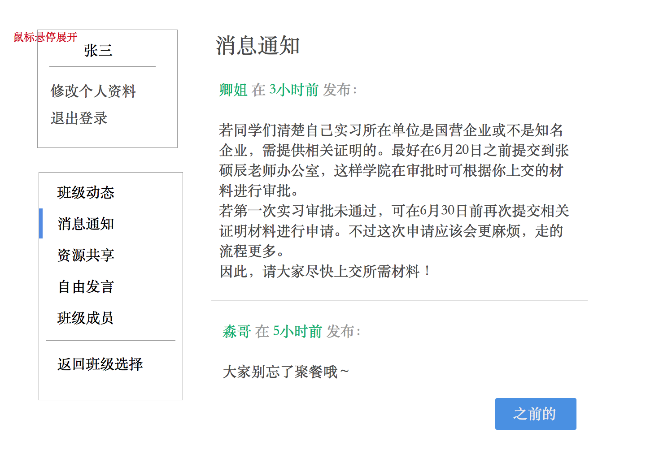 鼠标悬停展开
张三
修改个人资料
退出登录
班级动态
消息通知
资源共享
自由发言
班级成员
返回班级选择
消息通知
卿姐 在 3小时前 发布:
若同学们清楚自己实习所在单位是国营企业或不是知名
企业，需提供相关证明的。最好在6月20日之前提交到张
硕辰老师办公室，这样学院在审批时可根据你上交的材
料进行审批。
若第一次实习审批未通过，可在6月30日前再次提交相关
证明材料进行申请。不过这次申请应该会更麻烦，走的
流程更多。
因此，请大家尽快上交所需材料！
淼哥 在 5小时前 发布:
大家别忘了聚餐哦~
之前的